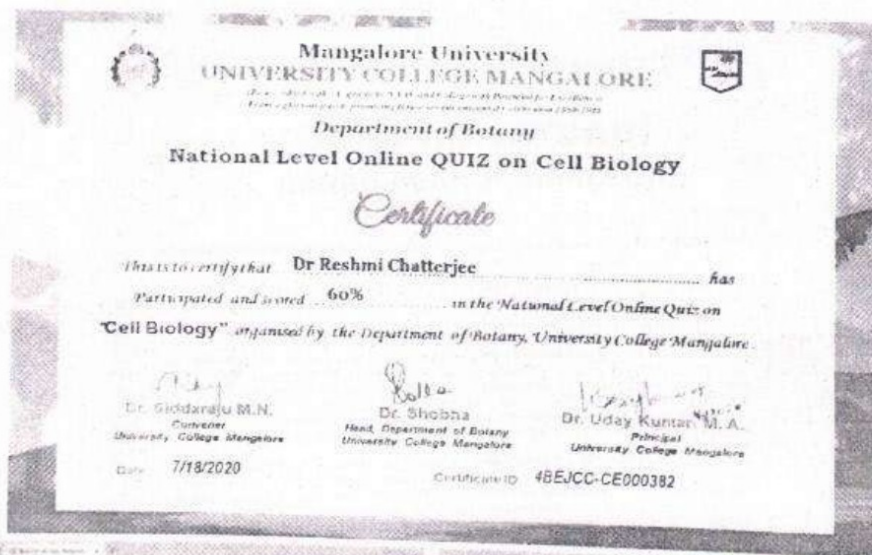 Mangalore University
UNIVERSITY COLLEGE MANGALORE
Department of Botany
National Level Online QUIZ on Cell Biology
Certificate
This is to certify that Dr Reshmi Chatterjee has
Participated and scored 60% in the National Level Online Quiz on
"Cell Biology" organised by the Department of Botany, University College Mangalore.
Dr. Siddaraju M.N. Dr. Shobha Dr. Uday Kumar M. A.
Convener Head, Department of Botany Principal
University College Mangalore University College Mangalore University College Mangalore
Date 7/18/2020 Certificate ID 4BEJCC-CE000382